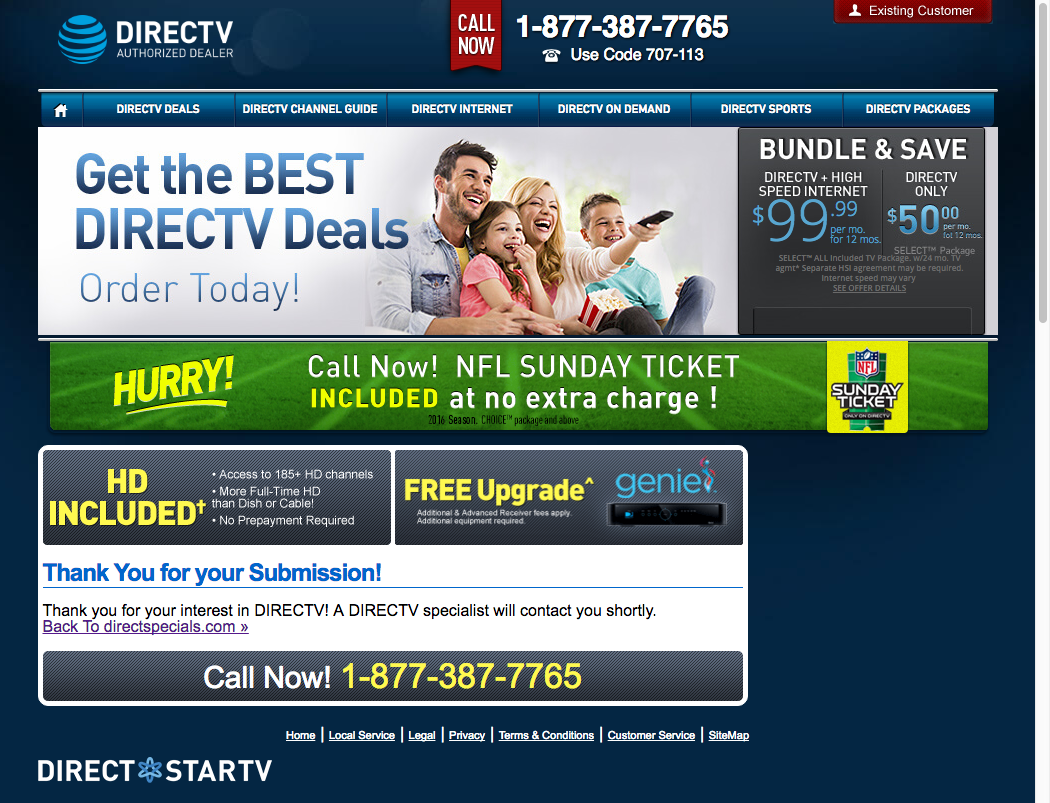 DIRECTV
AUTHORIZED DEALER
CALL
NOW
1-877-387-7765
Use Code 707-113
Existing Customer
DIRECTV DEALS
DIRECTV CHANNEL GUIDE
DIRECTV INTERNET
DIRECTV ON DEMAND
DIRECTV SPORTS
DIRECTV PACKAGES
Get the BEST
DIRECTV Deals
Order Today!
BUNDLE & SAVE
DIRECTV + HIGH
SPEED INTERNET
$99.99
per mo.
for 12 mos.
DIRECTV
ONLY
$50.00
per mo.
fot 12 mos.
SELECT™ Package
SELECT™ ALL Included TV Package. w/24 mo. TV
agmt* Separate HSI agreement may be required.
Internet speed may vary
SEE OFFER DETAILS
HURRY!
Call Now! NFL SUNDAY TICKET
INCLUDED at no extra charge !
2016 Season. CHOICE™ package and above
NFL
SUNDAY
TICKET
ONLY ON DIRECTV
HD
INCLUDED†
• Access to 185+ HD channels
• More Full-Time HD
than Dish or Cable!
• No Prepayment Required
FREE Upgrade^
Additional & Advanced Receiver fees apply.
Additional equipment required.
genie
Thank You for your Submission!
Thank you for your interest in DIRECTV! A DIRECTV specialist will contact you shortly.
Back To directspecials.com »
Call Now! 1-877-387-7765
Home | Local Service | Legal | Privacy | Terms & Conditions | Customer Service | SiteMap
DIRECT STARTV